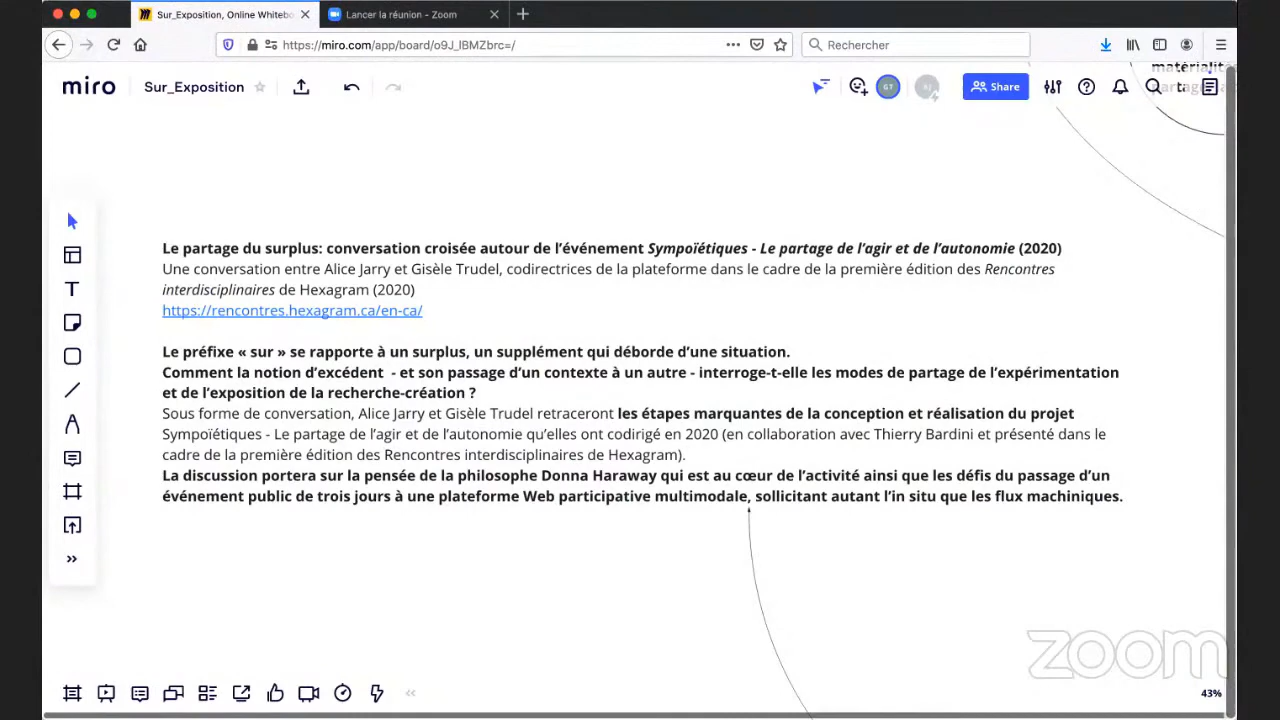 Sur_Exposition, Online Whitebo
Lancer la réunion - Zoom
https://miro.com/app/board/o9J_lBMZbrc=/
Rechercher
miro
Sur_Exposition
GT
Share
matérialité
partage
Le partage du surplus: conversation croisée autour de l’événement Sympoïétiques - Le partage de l’agir et de l’autonomie (2020)
Une conversation entre Alice Jarry et Gisèle Trudel, codirectrices de la plateforme dans le cadre de la première édition des Rencontres
interdisciplinaires de Hexagram (2020)
https://rencontres.hexagram.ca/en-ca/
Le préfixe « sur » se rapporte à un surplus, un supplément qui déborde d’une situation.
Comment la notion d’excédent - et son passage d’un contexte à un autre - interroge-t-elle les modes de partage de l’expérimentation
et de l’exposition de la recherche-création ?
Sous forme de conversation, Alice Jarry et Gisèle Trudel retraceront les étapes marquantes de la conception et réalisation du projet
Sympoïétiques - Le partage de l’agir et de l’autonomie qu’elles ont codirigé en 2020 (en collaboration avec Thierry Bardini et présenté dans le
cadre de la première édition des Rencontres interdisciplinaires de Hexagram).
La discussion portera sur la pensée de la philosophe Donna Haraway qui est au cœur de l’activité ainsi que les défis du passage d’un
événement public de trois jours à une plateforme Web participative multimodale, sollicitant autant l’in situ que les flux machiniques.
zoom
43%